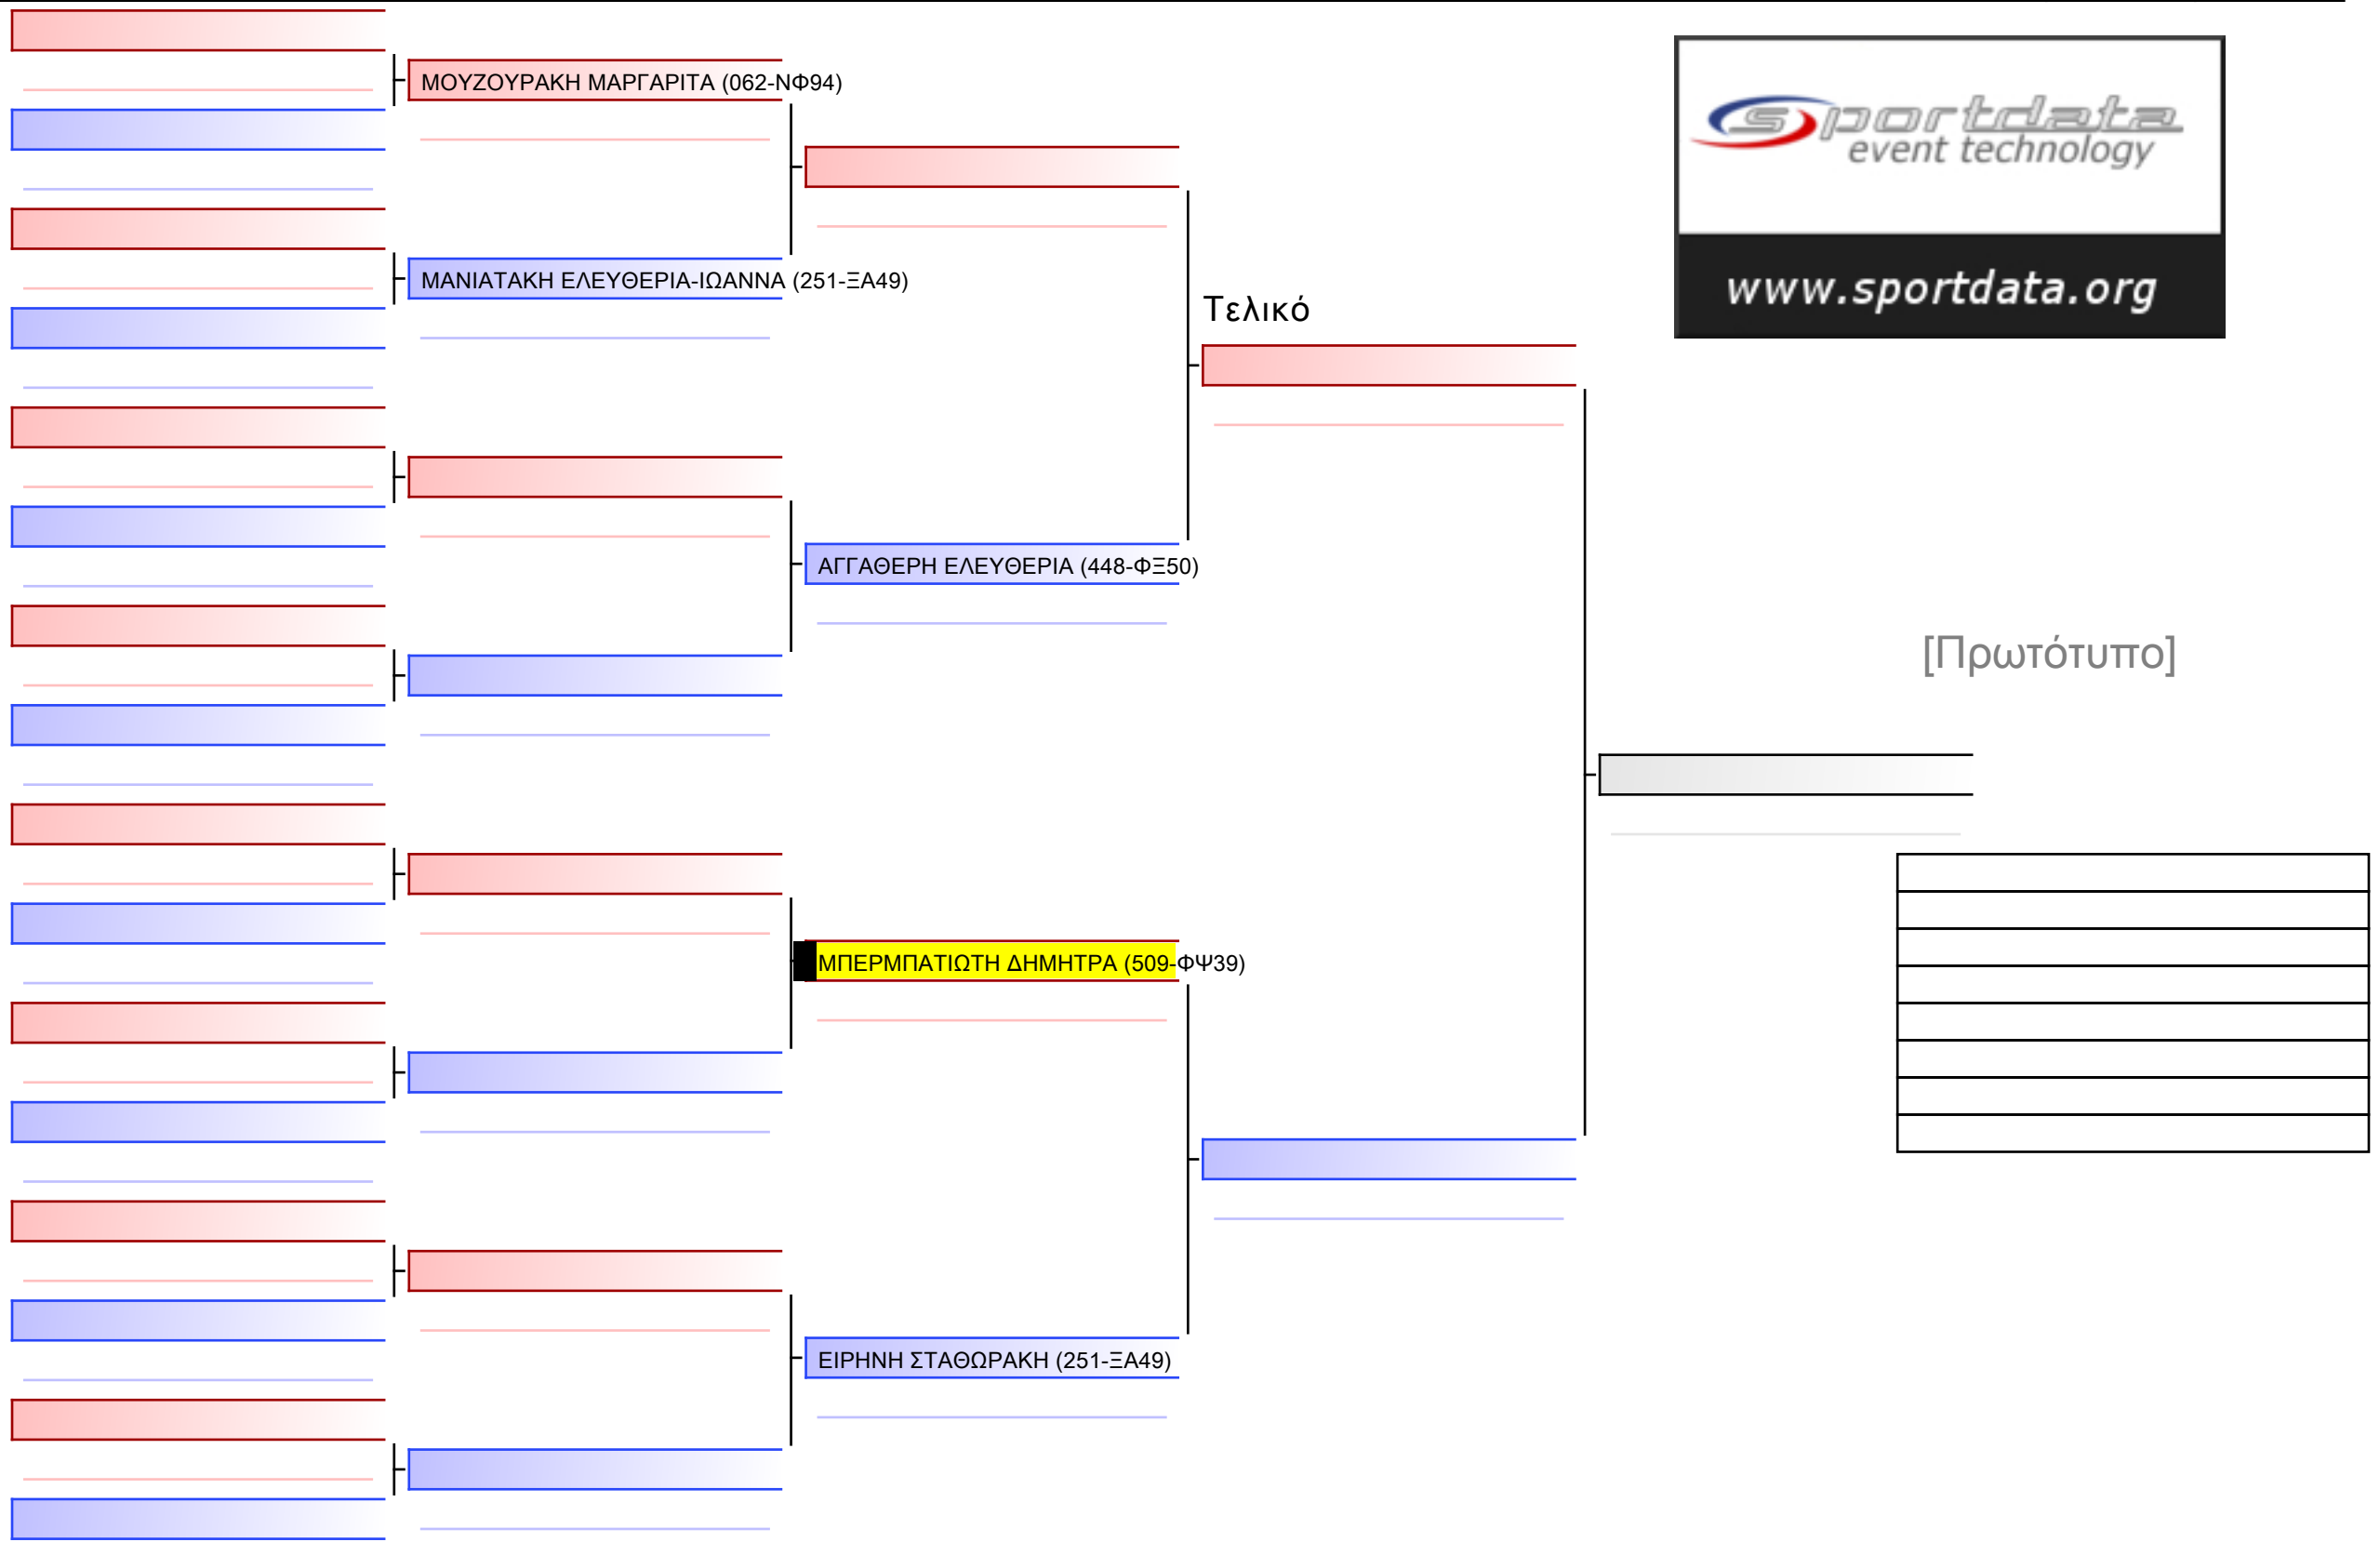 ΜΟΥΖΟΥΡΑΚΗ ΜΑΡΓΑΡΙΤΑ (062-ΝΦ94)
ΜΑΝΙΑΤΑΚΗ ΕΛΕΥΘΕΡΙΑ-ΙΩΑΝΝΑ (251-ΞΑ49)
ΑΓΓΑΘΕΡΗ ΕΛΕΥΘΕΡΙΑ (448-ΦΞ50)
ΜΠΕΡΜΠΑΤΙΩΤΗ ΔΗΜΗΤΡΑ (509-ΦΨ39)
ΕΙΡΗΝΗ ΣΤΑΘΩΡΑΚΗ (251-ΞΑ49)
Τελικό
sportdata
event technology
www.sportdata.org
[Πρωτότυπο]